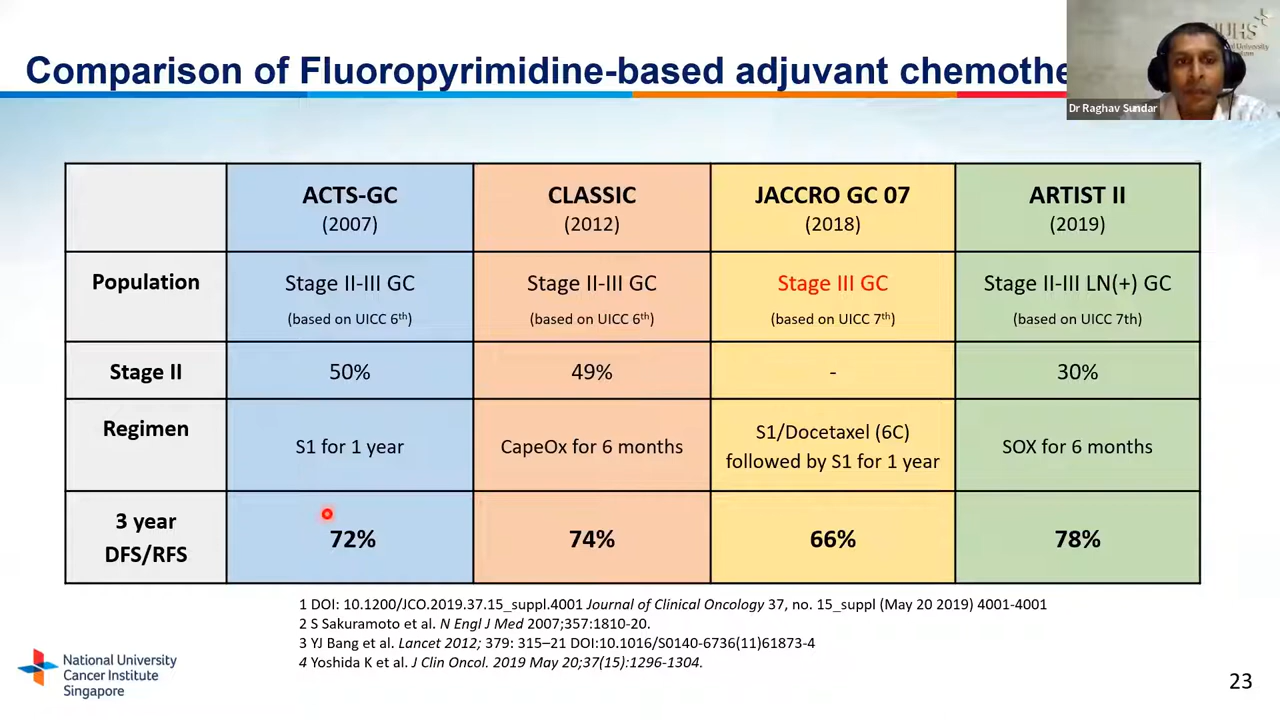 Comparison of Fluoropyrimidine-based adjuvant chemothe
Dr Raghav Sundar
ACTS-GC
(2007)
CLASSIC
(2012)
JACCRO GC 07
(2018)
ARTIST II
(2019)
Population
Stage II-III GC
(based on UICC 6th)
Stage II-III GC
(based on UICC 6th)
Stage III GC
(based on UICC 7th)
Stage II-III LN(+) GC
(based on UICC 7th)
Stage II
50%
49%
-
30%
Regimen
S1 for 1 year
CapeOx for 6 months
S1/Docetaxel (6C)
followed by S1 for 1 year
SOX for 6 months
3 year
DFS/RFS
72%
74%
66%
78%
1 DOI: 10.1200/JCO.2019.37.15_suppl.4001 Journal of Clinical Oncology 37, no. 15_suppl (May 20 2019) 4001-4001
2 S Sakuramoto et al. N Engl J Med 2007;357:1810-20.
3 YJ Bang et al. Lancet 2012; 379: 315–21 DOI:10.1016/S0140-6736(11)61873-4
4 Yoshida K et al. J Clin Oncol. 2019 May 20;37(15):1296-1304.
National University
Cancer Institute
Singapore
23